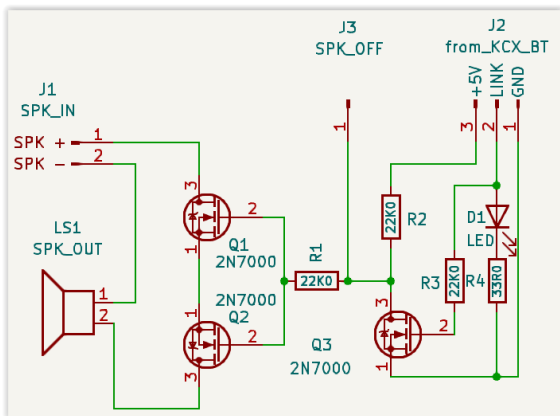 J3
SPK_OFF
J2
from_KCX_BT
+5V
LINK
GND
J1
SPK_IN
SPK +
1
SPK -
2
1
3
2
1
3
2
LS1
SPK_OUT
1
2
Q1
2N7000
1
2N7000
Q2
2
3
R1
22K0
R2
22K0
3
Q3
2N7000
2
1
R3
22K0
R4
33R0
D1
LED